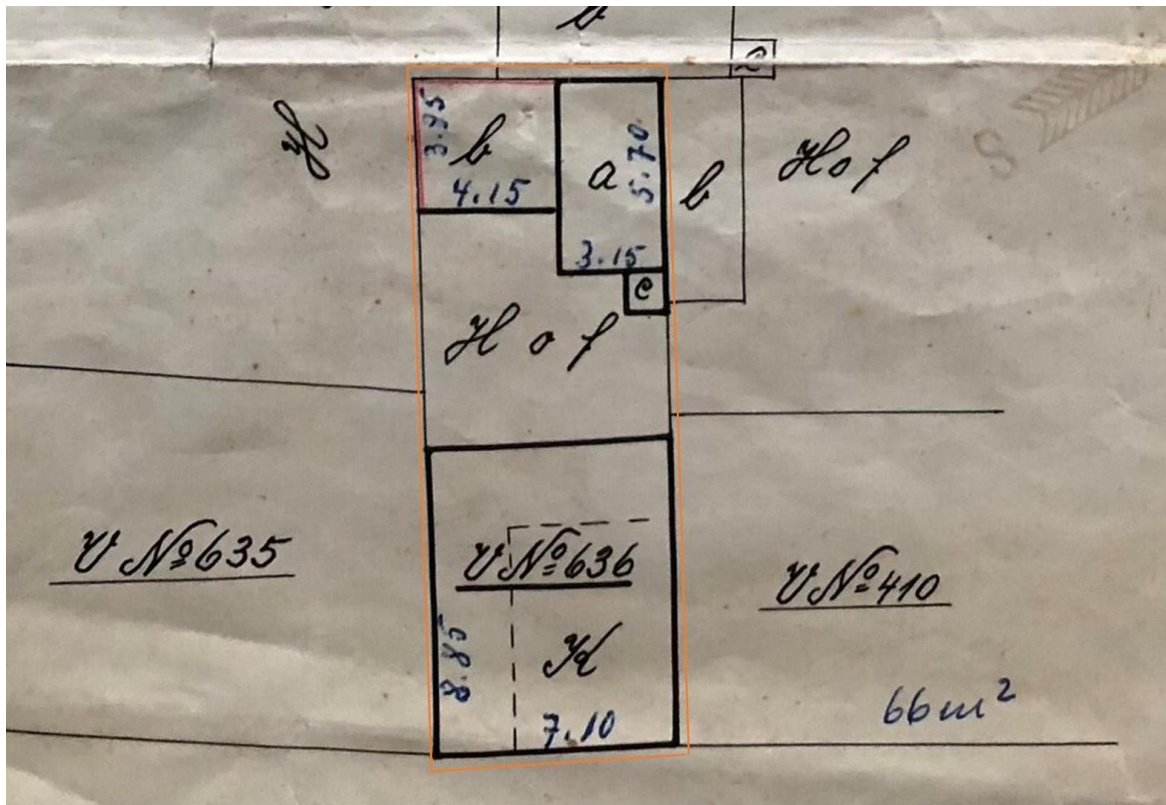 b
c
3.95
b
4.15
a
5.70
3.15
c
b
Hof
S
H
Hof
V №635
V №636
V №410
8.85
K
7.10
66m²